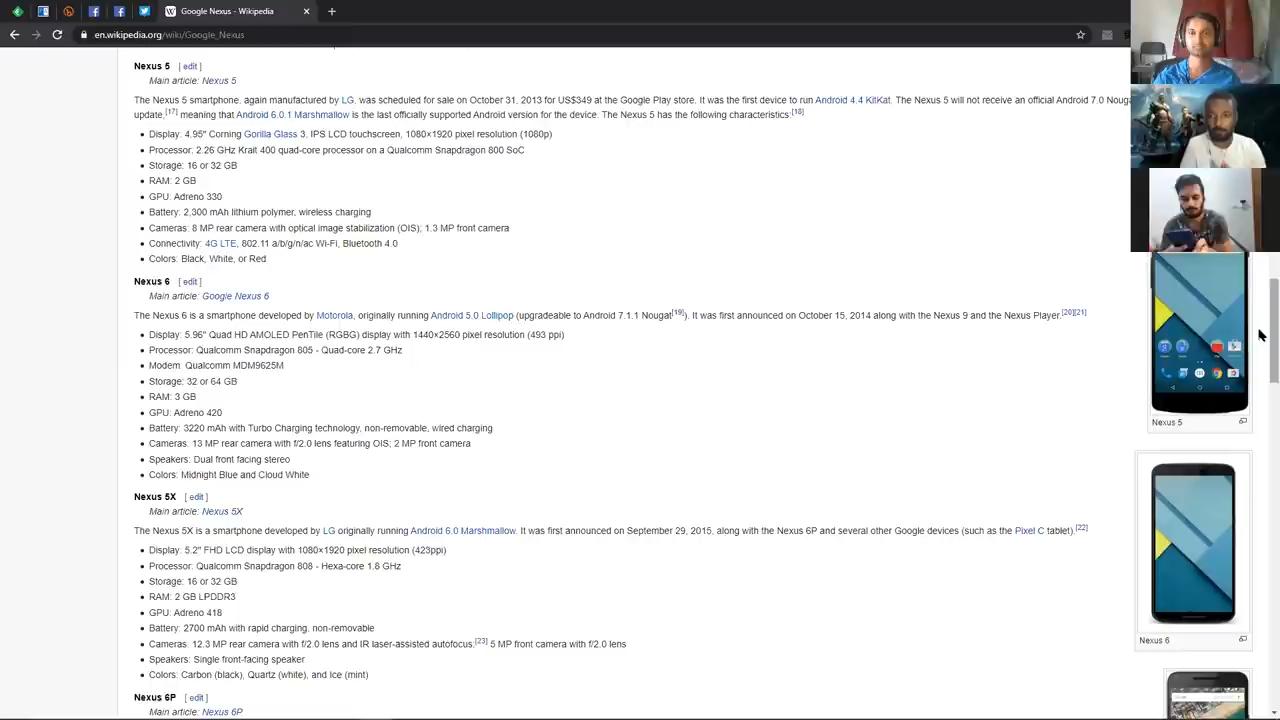 Google Nexus - Wikipedia
en.wikipedia.org/wiki/Google_Nexus
Nexus 5 [ edit ]
Main article: Nexus 5
The Nexus 5 smartphone, again manufactured by LG, was scheduled for sale on October 31, 2013 for US$349 at the Google Play store. It was the first device to run Android 4.4 KitKat. The Nexus 5 will not receive an official Android 7.0 Nouga
update,[17] meaning that Android 6.0.1 Marshmallow is the last officially supported Android version for the device. The Nexus 5 has the following characteristics:[18]
• Display: 4.95" Corning Gorilla Glass 3, IPS LCD touchscreen, 1080×1920 pixel resolution (1080p)
• Processor: 2.26 GHz Krait 400 quad-core processor on a Qualcomm Snapdragon 800 SoC
• Storage: 16 or 32 GB
• RAM: 2 GB
• GPU: Adreno 330
• Battery: 2,300 mAh lithium polymer, wireless charging
• Cameras: 8 MP rear camera with optical image stabilization (OIS); 1.3 MP front camera
• Connectivity: 4G LTE, 802.11 a/b/g/n/ac Wi-Fi, Bluetooth 4.0
• Colors: Black, White, or Red
Nexus 5
Nexus 6 [ edit ]
Main article: Google Nexus 6
The Nexus 6 is a smartphone developed by Motorola, originally running Android 5.0 Lollipop (upgradeable to Android 7.1.1 Nougat[19]). It was first announced on October 15, 2014 along with the Nexus 9 and the Nexus Player.[20][21]
• Display: 5.96" Quad HD AMOLED PenTile (RGBG) display with 1440×2560 pixel resolution (493 ppi)
• Processor: Qualcomm Snapdragon 805 - Quad-core 2.7 GHz
• Modem: Qualcomm MDM9625M
• Storage: 32 or 64 GB
• RAM: 3 GB
• GPU: Adreno 420
• Battery: 3220 mAh with Turbo Charging technology, non-removable, wired charging
• Cameras: 13 MP rear camera with f/2.0 lens featuring OIS; 2 MP front camera
• Speakers: Dual front facing stereo
• Colors: Midnight Blue and Cloud White
Nexus 6
Nexus 5X [ edit ]
Main article: Nexus 5X
The Nexus 5X is a smartphone developed by LG originally running Android 6.0 Marshmallow. It was first announced on September 29, 2015, along with the Nexus 6P and several other Google devices (such as the Pixel C tablet).[22]
• Display: 5.2" FHD LCD display with 1080×1920 pixel resolution (423ppi)
• Processor: Qualcomm Snapdragon 808 - Hexa-core 1.8 GHz
• Storage: 16 or 32 GB
• RAM: 2 GB LPDDR3
• GPU: Adreno 418
• Battery: 2700 mAh with rapid charging, non-removable
• Cameras: 12.3 MP rear camera with f/2.0 lens and IR laser-assisted autofocus;[23] 5 MP front camera with f/2.0 lens
• Speakers: Single front-facing speaker
• Colors: Carbon (black), Quartz (white), and Ice (mint)
Nexus 6P [ edit ]
Main article: Nexus 6P